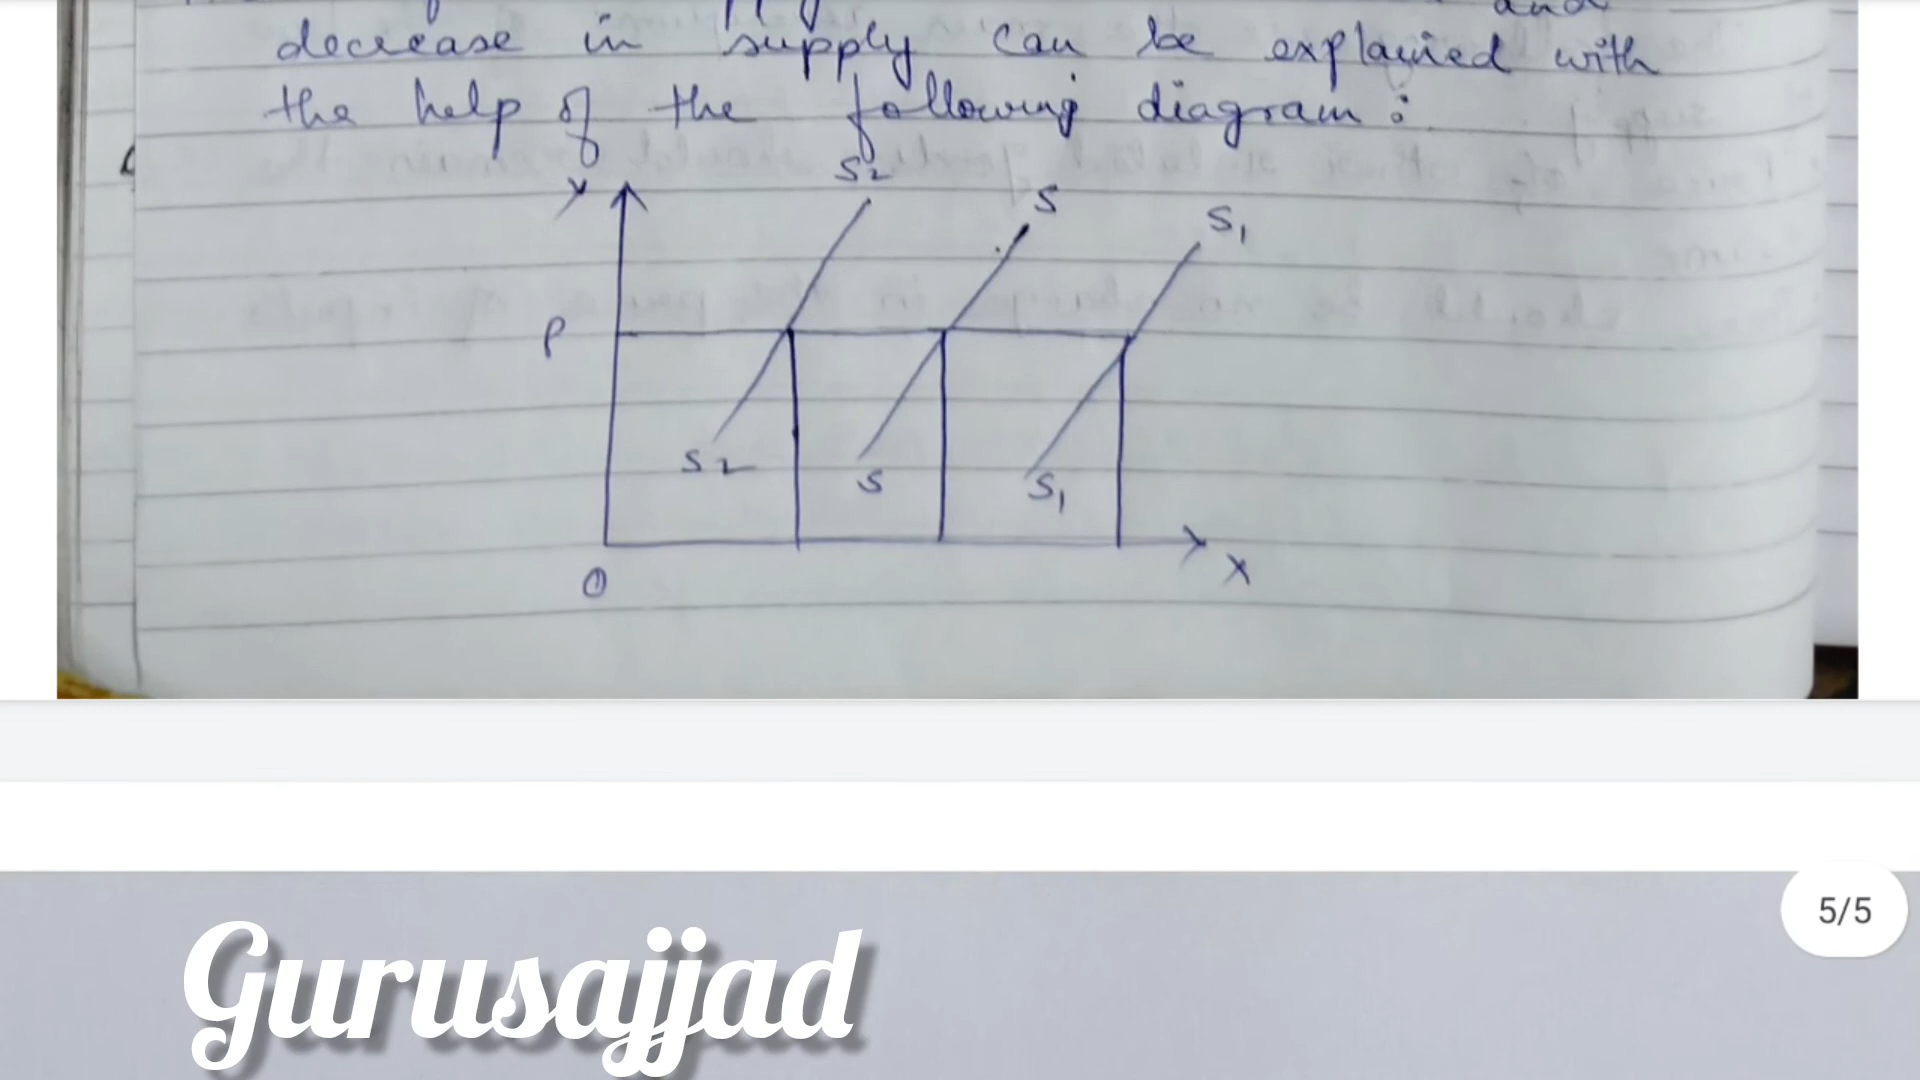 and
decrease in supply can be explained with
the help of the following diagram :
S2
S
S1
Y
P
S2
S
S1
O
X
5/5
Gurusajjad